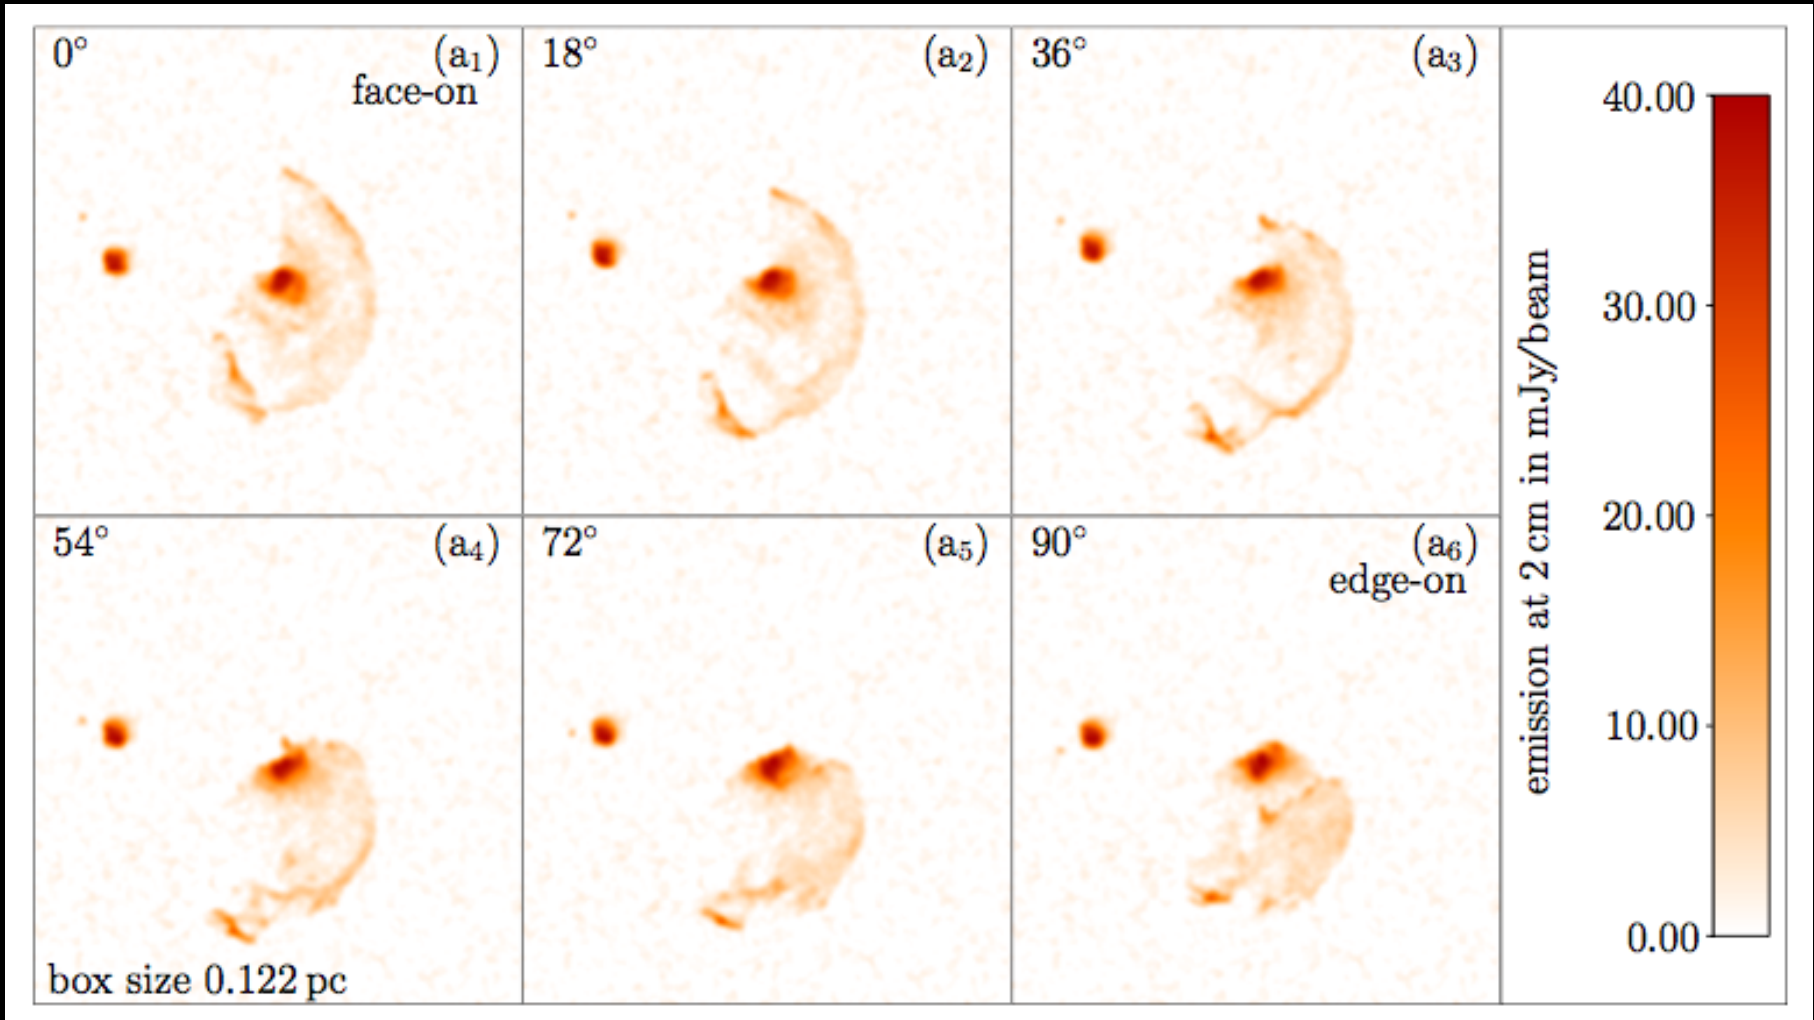 0° (a₁)
face-on
18° (a₂)
36° (a₃)
54° (a₄)
box size 0.122 pc
72° (a₅)
90° (a₆)
edge-on
40.00
30.00
20.00
10.00
0.00
emission at 2 cm in mJy/beam